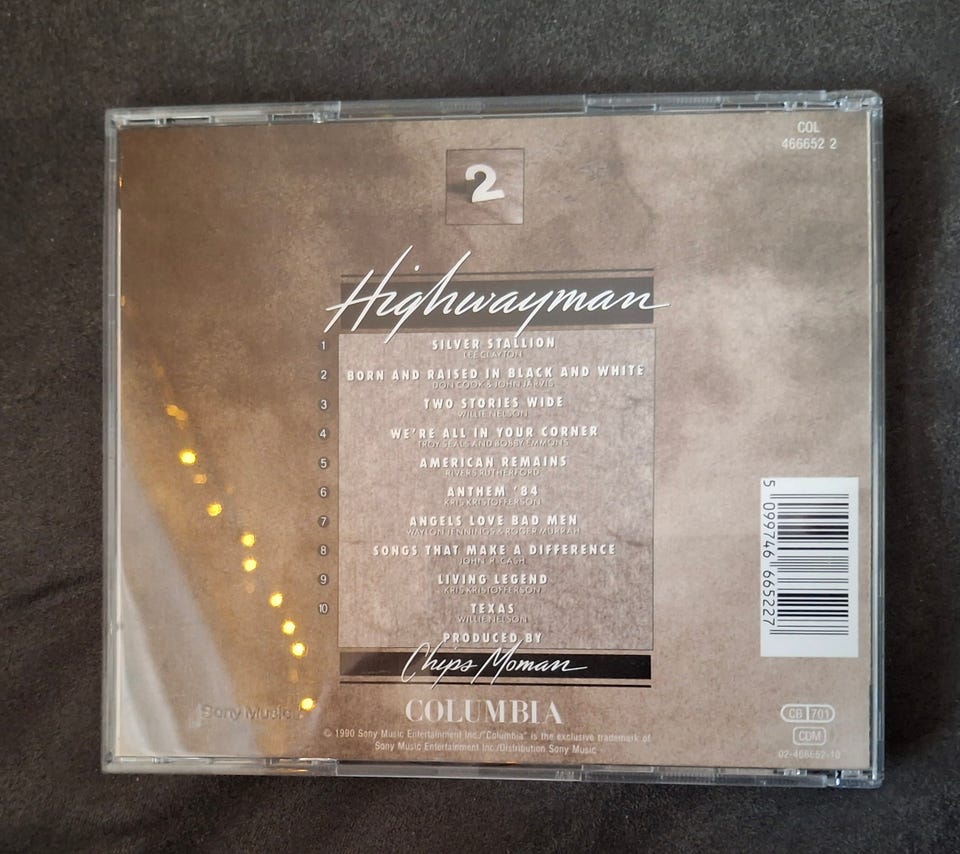 COL
466652 2
2
Highwayman
1 SILVER STALLION
LEE CLAYTON
2 BORN AND RAISED IN BLACK AND WHITE
DON COOK & JOHN JARVIS
3 TWO STORIES WIDE
WILLIE NELSON
4 WE'RE ALL IN YOUR CORNER
TROY SEALS AND BOBBY EMMONS
5 AMERICAN REMAINS
RIVERS RUTHERFORD
6 ANTHEM '84
KRIS KRISTOFFERSON
7 ANGELS LOVE BAD MEN
WAYLON JENNINGS & ROGER MURRAH
8 SONGS THAT MAKE A DIFFERENCE
JOHN R. CASH
9 LIVING LEGEND
KRIS KRISTOFFERSON
10 TEXAS
WILLIE NELSON
PRODUCED BY
Chips Moman
5 099746 665227
Sony Music
COLUMBIA
© 1990 Sony Music Entertainment Inc./"Columbia" is the exclusive trademark of
Sony Music Entertainment Inc./Distribution Sony Music
CB 701
CDM
02-466652-10